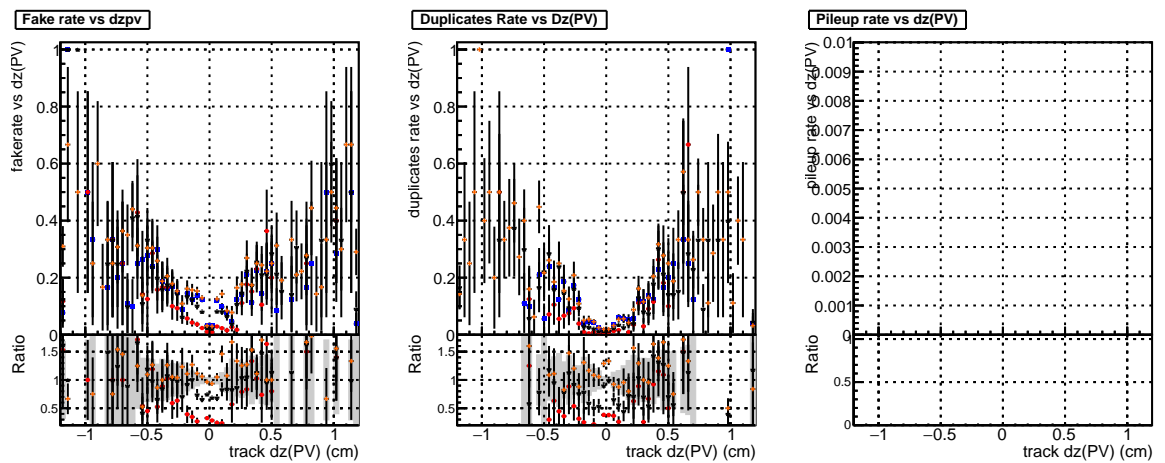 Fake rate vs dzpv
fakerate vs dz(PV)
1
0.8
0.6
0.4
0.2
0
Ratio
1.5
1
0.5
−1 −0.5 0 0.5 1
track dz(PV) (cm)
Duplicates Rate vs Dz(PV)
duplicates rate vs dz(PV)
1
0.8
0.6
0.4
0.2
0
Ratio
1.5
1
0.5
−1 −0.5 0 0.5 1
track dz(PV) (cm)
Pileup rate vs dz(PV)
pileup rate vs dz(PV)
0.01
0.009
0.008
0.007
0.006
0.005
0.004
0.003
0.002
0.001
0
Ratio
1
0.5
0
−1 −0.5 0 0.5 1
track dz(PV) (cm)